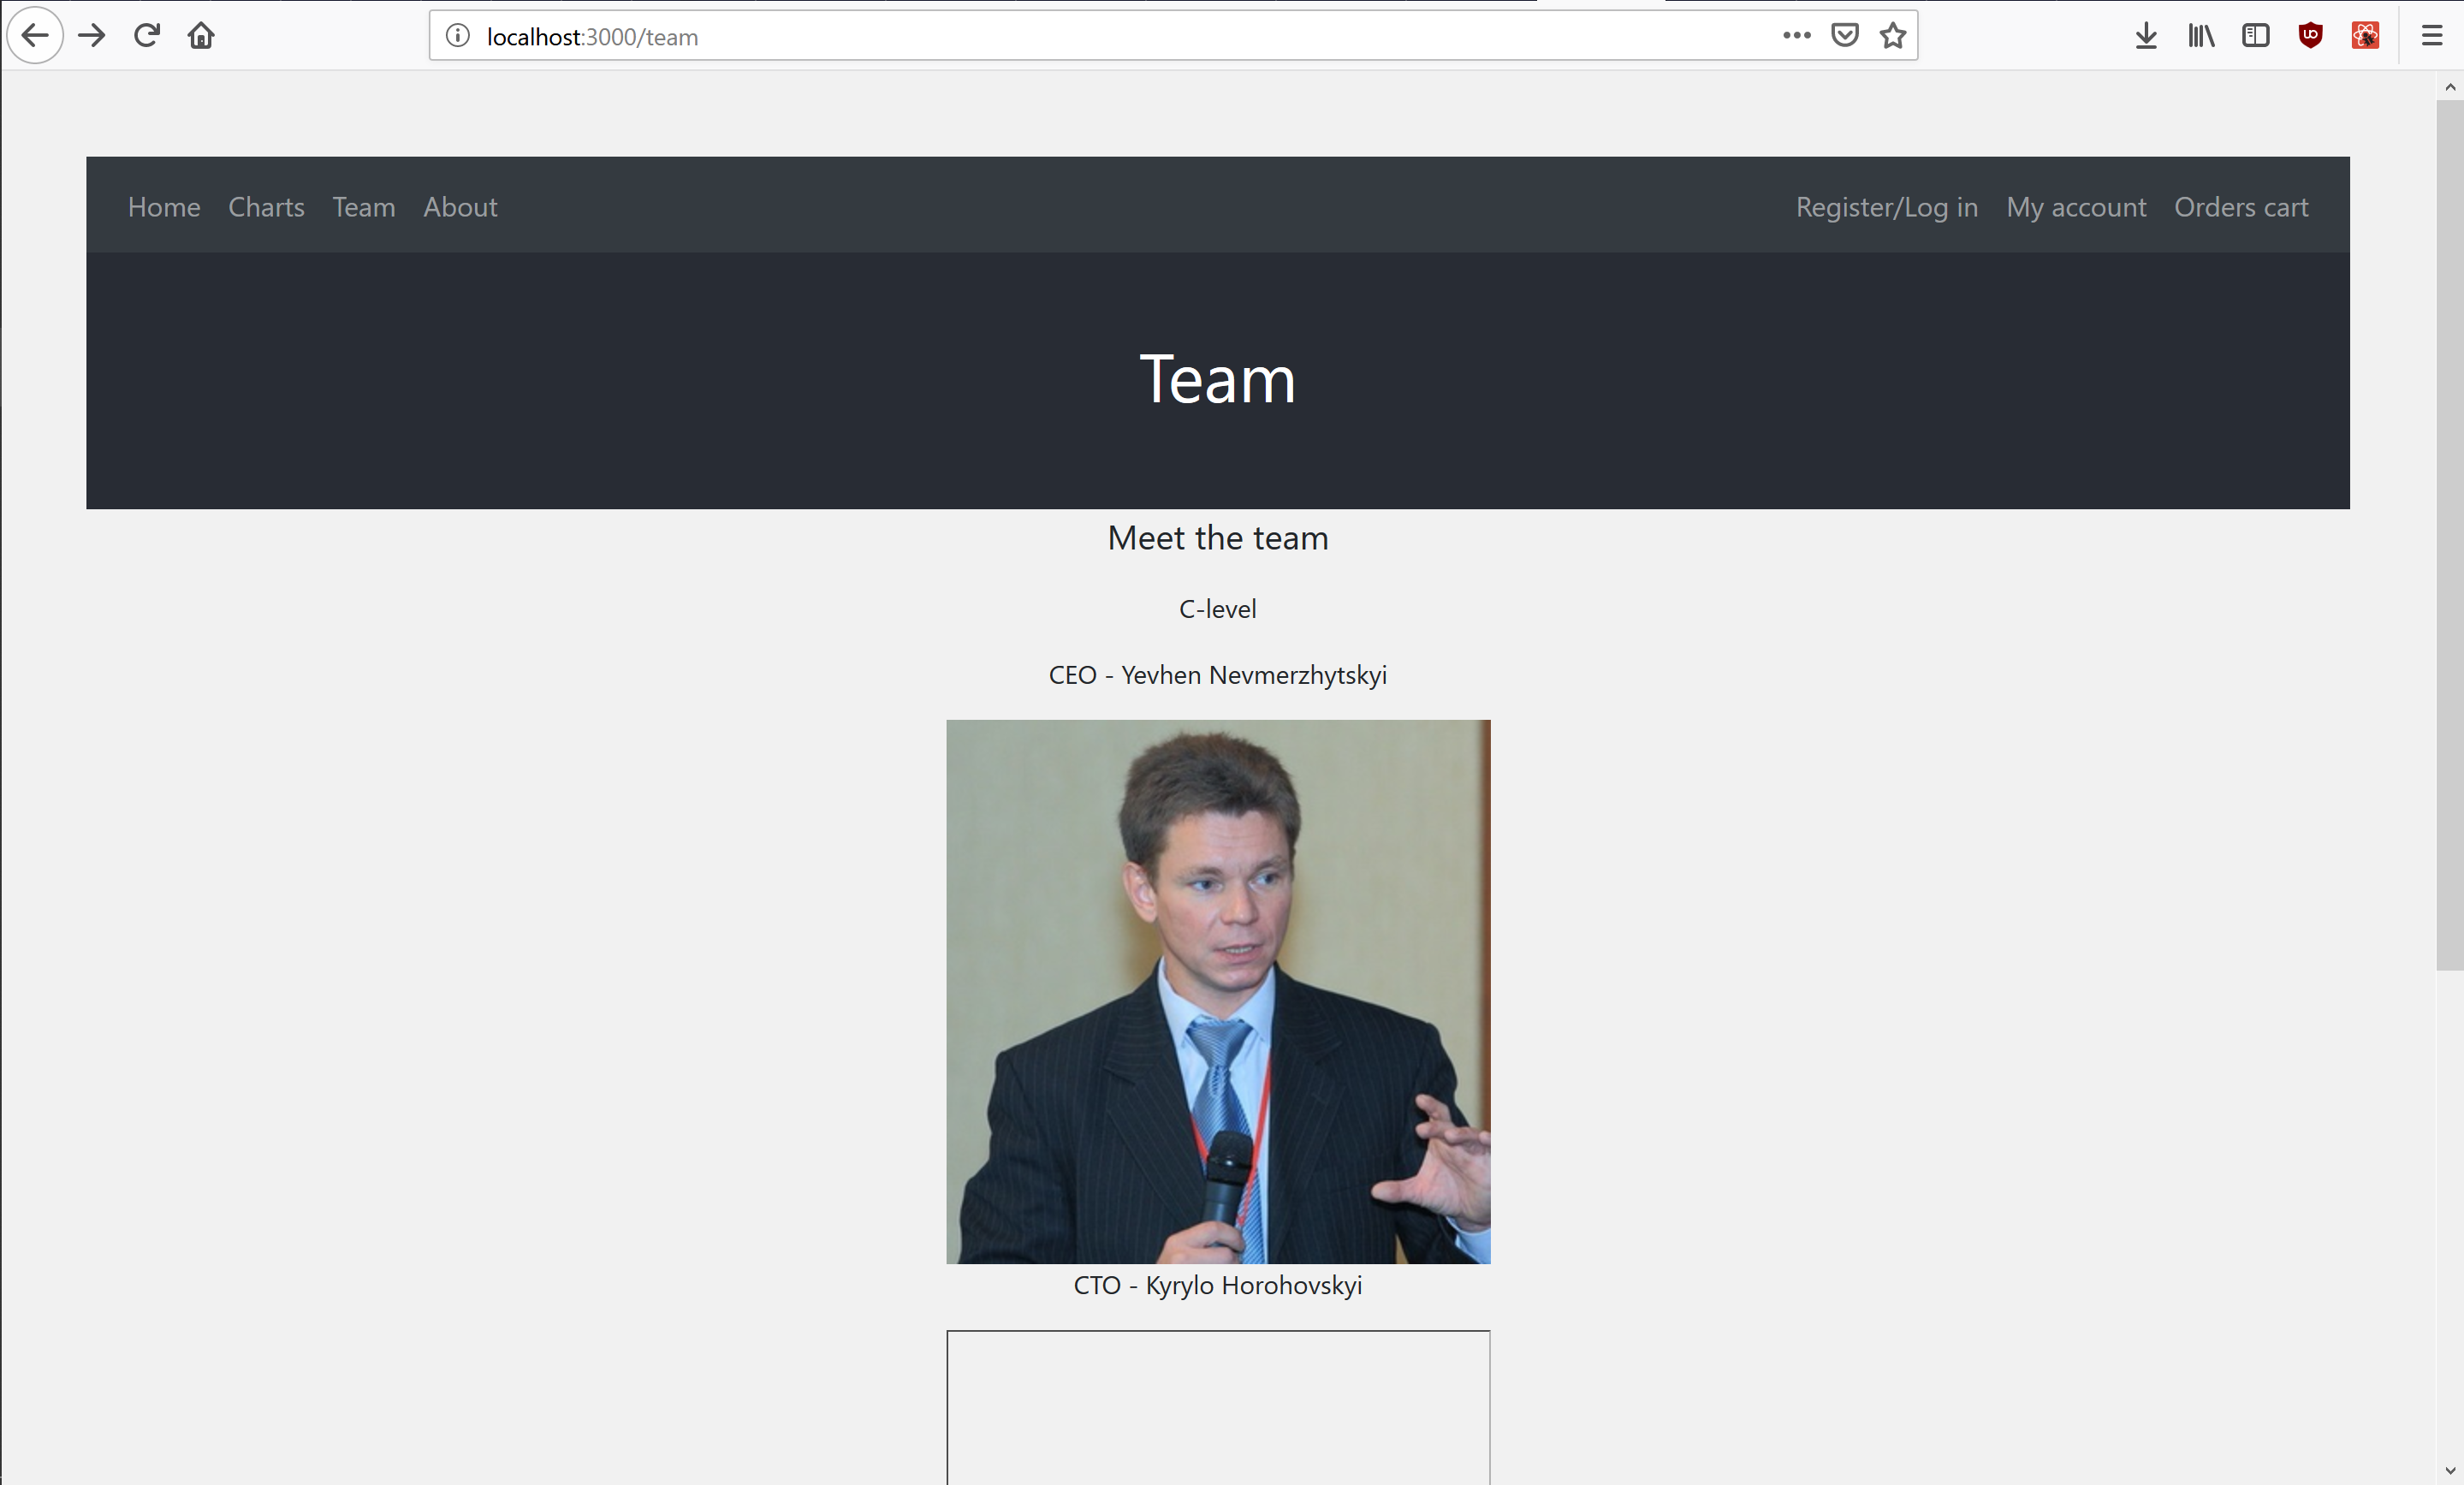 localhost:3000/team
Home Charts Team About Register/Log in My account Orders cart
Team
Meet the team
C-level
CEO - Yevhen Nevmerzhytskyi
CTO - Kyrylo Horohovskyi